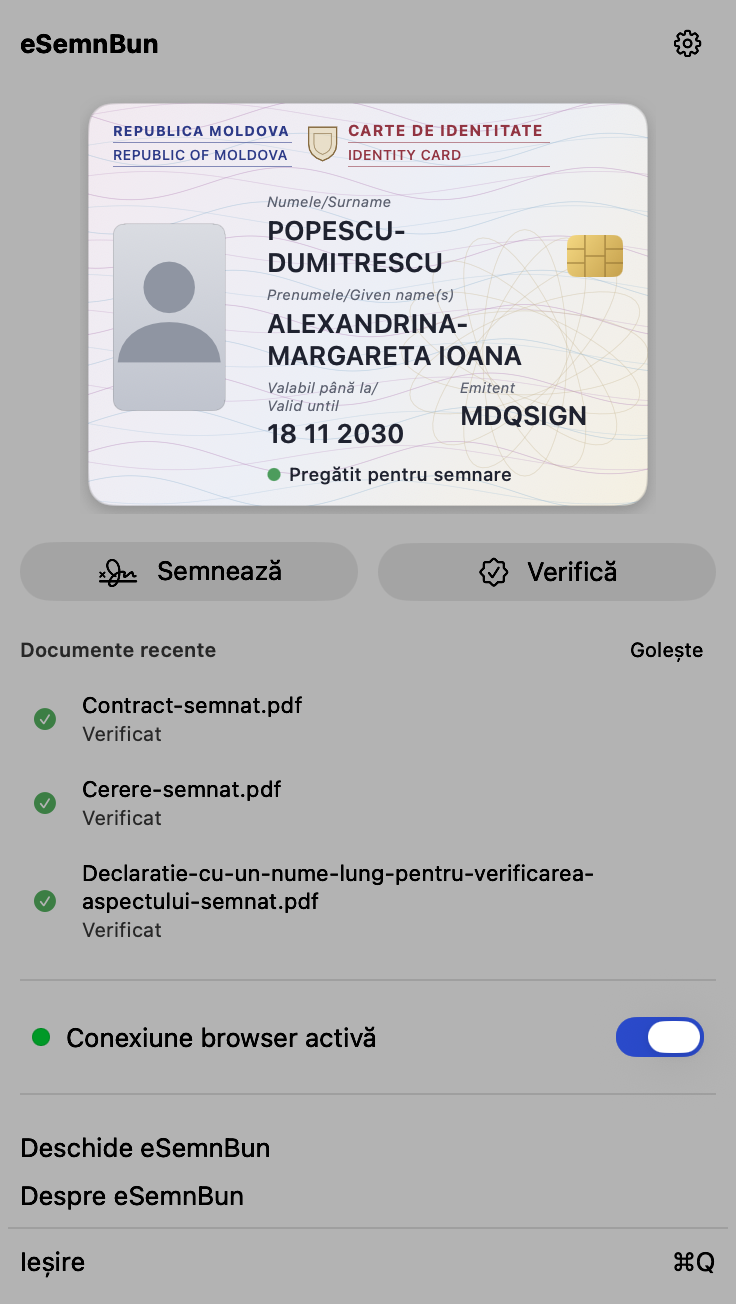 eSemnBun
REPUBLICA MOLDOVA
REPUBLIC OF MOLDOVA
CARTE DE IDENTITATE
IDENTITY CARD
Numele/Surname
POPESCU-
DUMITRESCU
Prenumele/Given name(s)
ALEXANDRINA-
MARGARETA IOANA
Valabil până la/
Valid until
18 11 2030
Emitent
MDQSIGN
Pregătit pentru semnare
Semnează
Verifică
Documente recente
Golește
Contract-semnat.pdf
Verificat
Cerere-semnat.pdf
Verificat
Declaratie-cu-un-nume-lung-pentru-verificarea-
aspectului-semnat.pdf
Verificat
Conexiune browser activă
Deschide eSemnBun
Despre eSemnBun
Ieșire ⌘Q